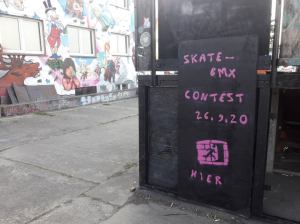 SKATE-
BMX
CONTEST
26.9.20
HIER